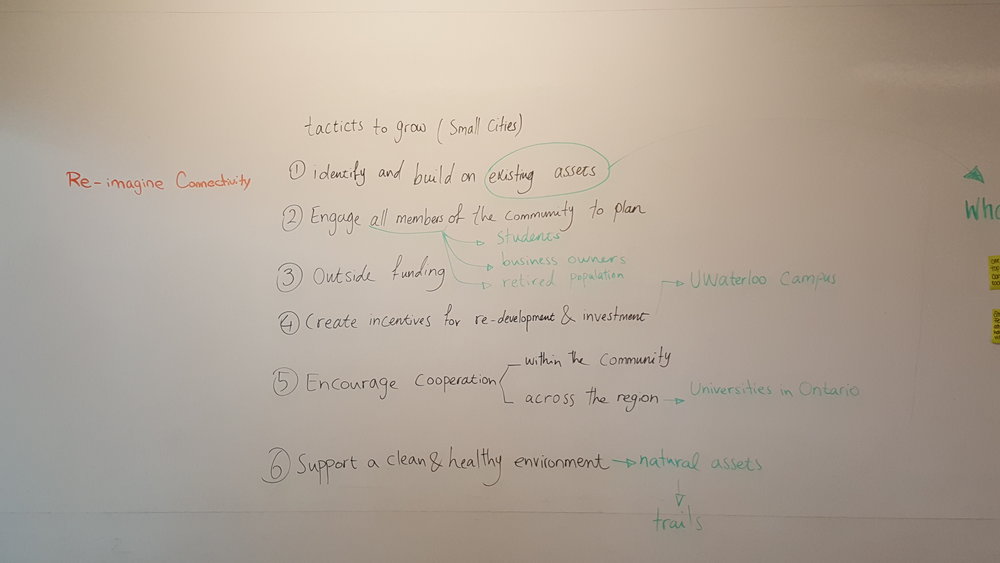 tacticts to grow (Small Cities)
Re-imagine Connectivity
① identify and build on existing assets
② Engage all members of the community to plan
Students
business owners
retired population
③ Outside funding
UWaterloo Campus
④ Create incentives for re-development & investment
⑤ Encourage Cooperation
within the Community
across the region
Universities in Ontario
⑥ Support a clean & healthy environment → natural assets
trails